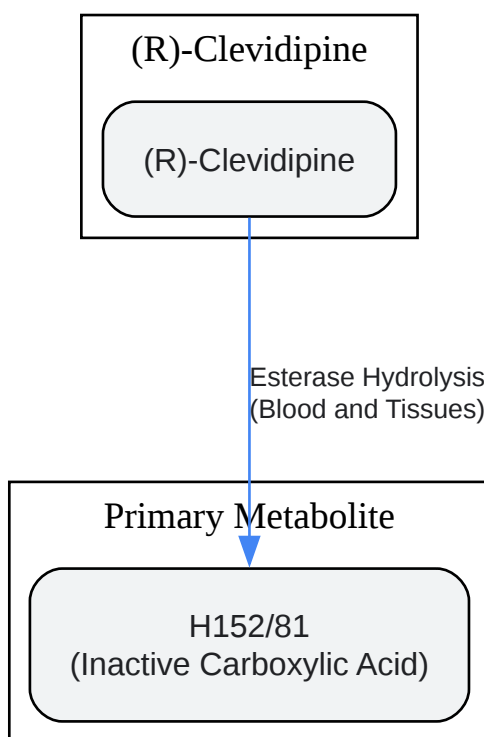 (R)-Clevidipine
(R)-Clevidipine
Esterase Hydrolysis
(Blood and Tissues)
Primary Metabolite
H152/81
(Inactive Carboxylic Acid)